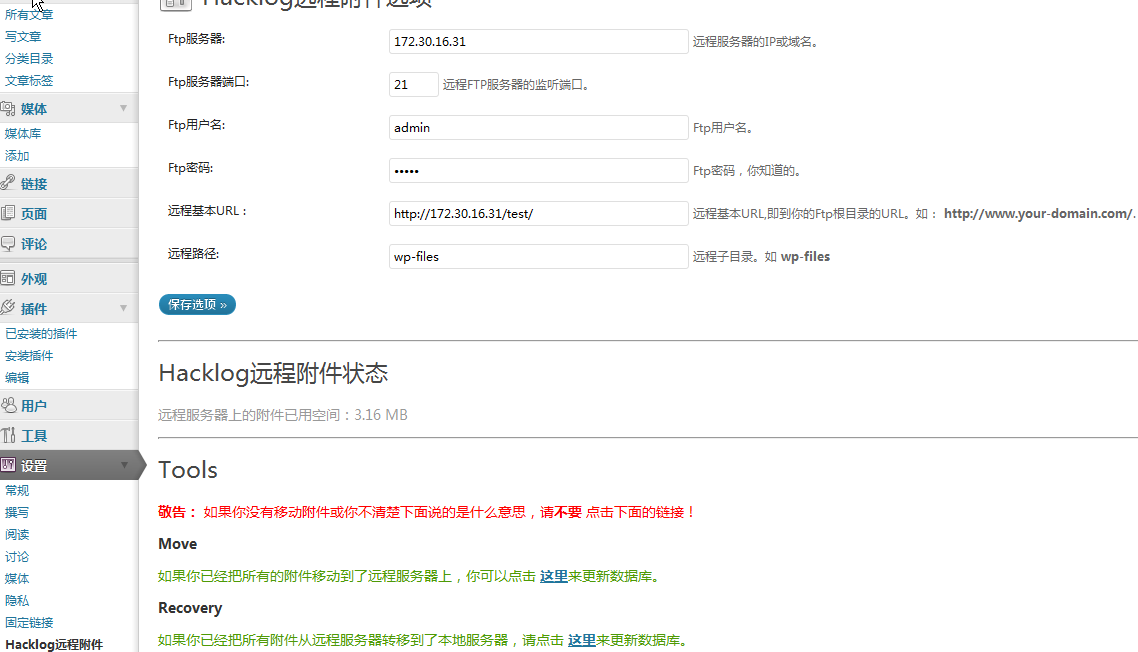 所有文章
写文章
分类目录
文章标签
媒体
媒体库
添加
链接
页面
评论
外观
插件
已安装的插件
安装插件
编辑
用户
工具
设置
常规
撰写
阅读
讨论
媒体
隐私
固定链接
Hacklog远程附件
Hacklog远程附件选项
Ftp服务器: 172.30.16.31 远程服务器的IP或域名。
Ftp服务器端口: 21 远程FTP服务器的监听端口。
Ftp用户名: admin Ftp用户名。
Ftp密码: ••••• Ftp密码，你知道的。
远程基本URL： http://172.30.16.31/test/ 远程基本URL,即到你的Ftp根目录的URL。如： http://www.your-domain.com/.
远程路径: wp-files 远程子目录。如 wp-files
保存选项 »
Hacklog远程附件状态
远程服务器上的附件已用空间：3.16 MB
Tools
敬告： 如果你没有移动附件或你不清楚下面说的是什么意思，请不要 点击下面的链接！
Move
如果你已经把所有的附件移动到了远程服务器上，你可以点击 这里来更新数据库。
Recovery
如果你已经把所有附件从远程服务器转移到了本地服务器，请点击 这里来更新数据库。